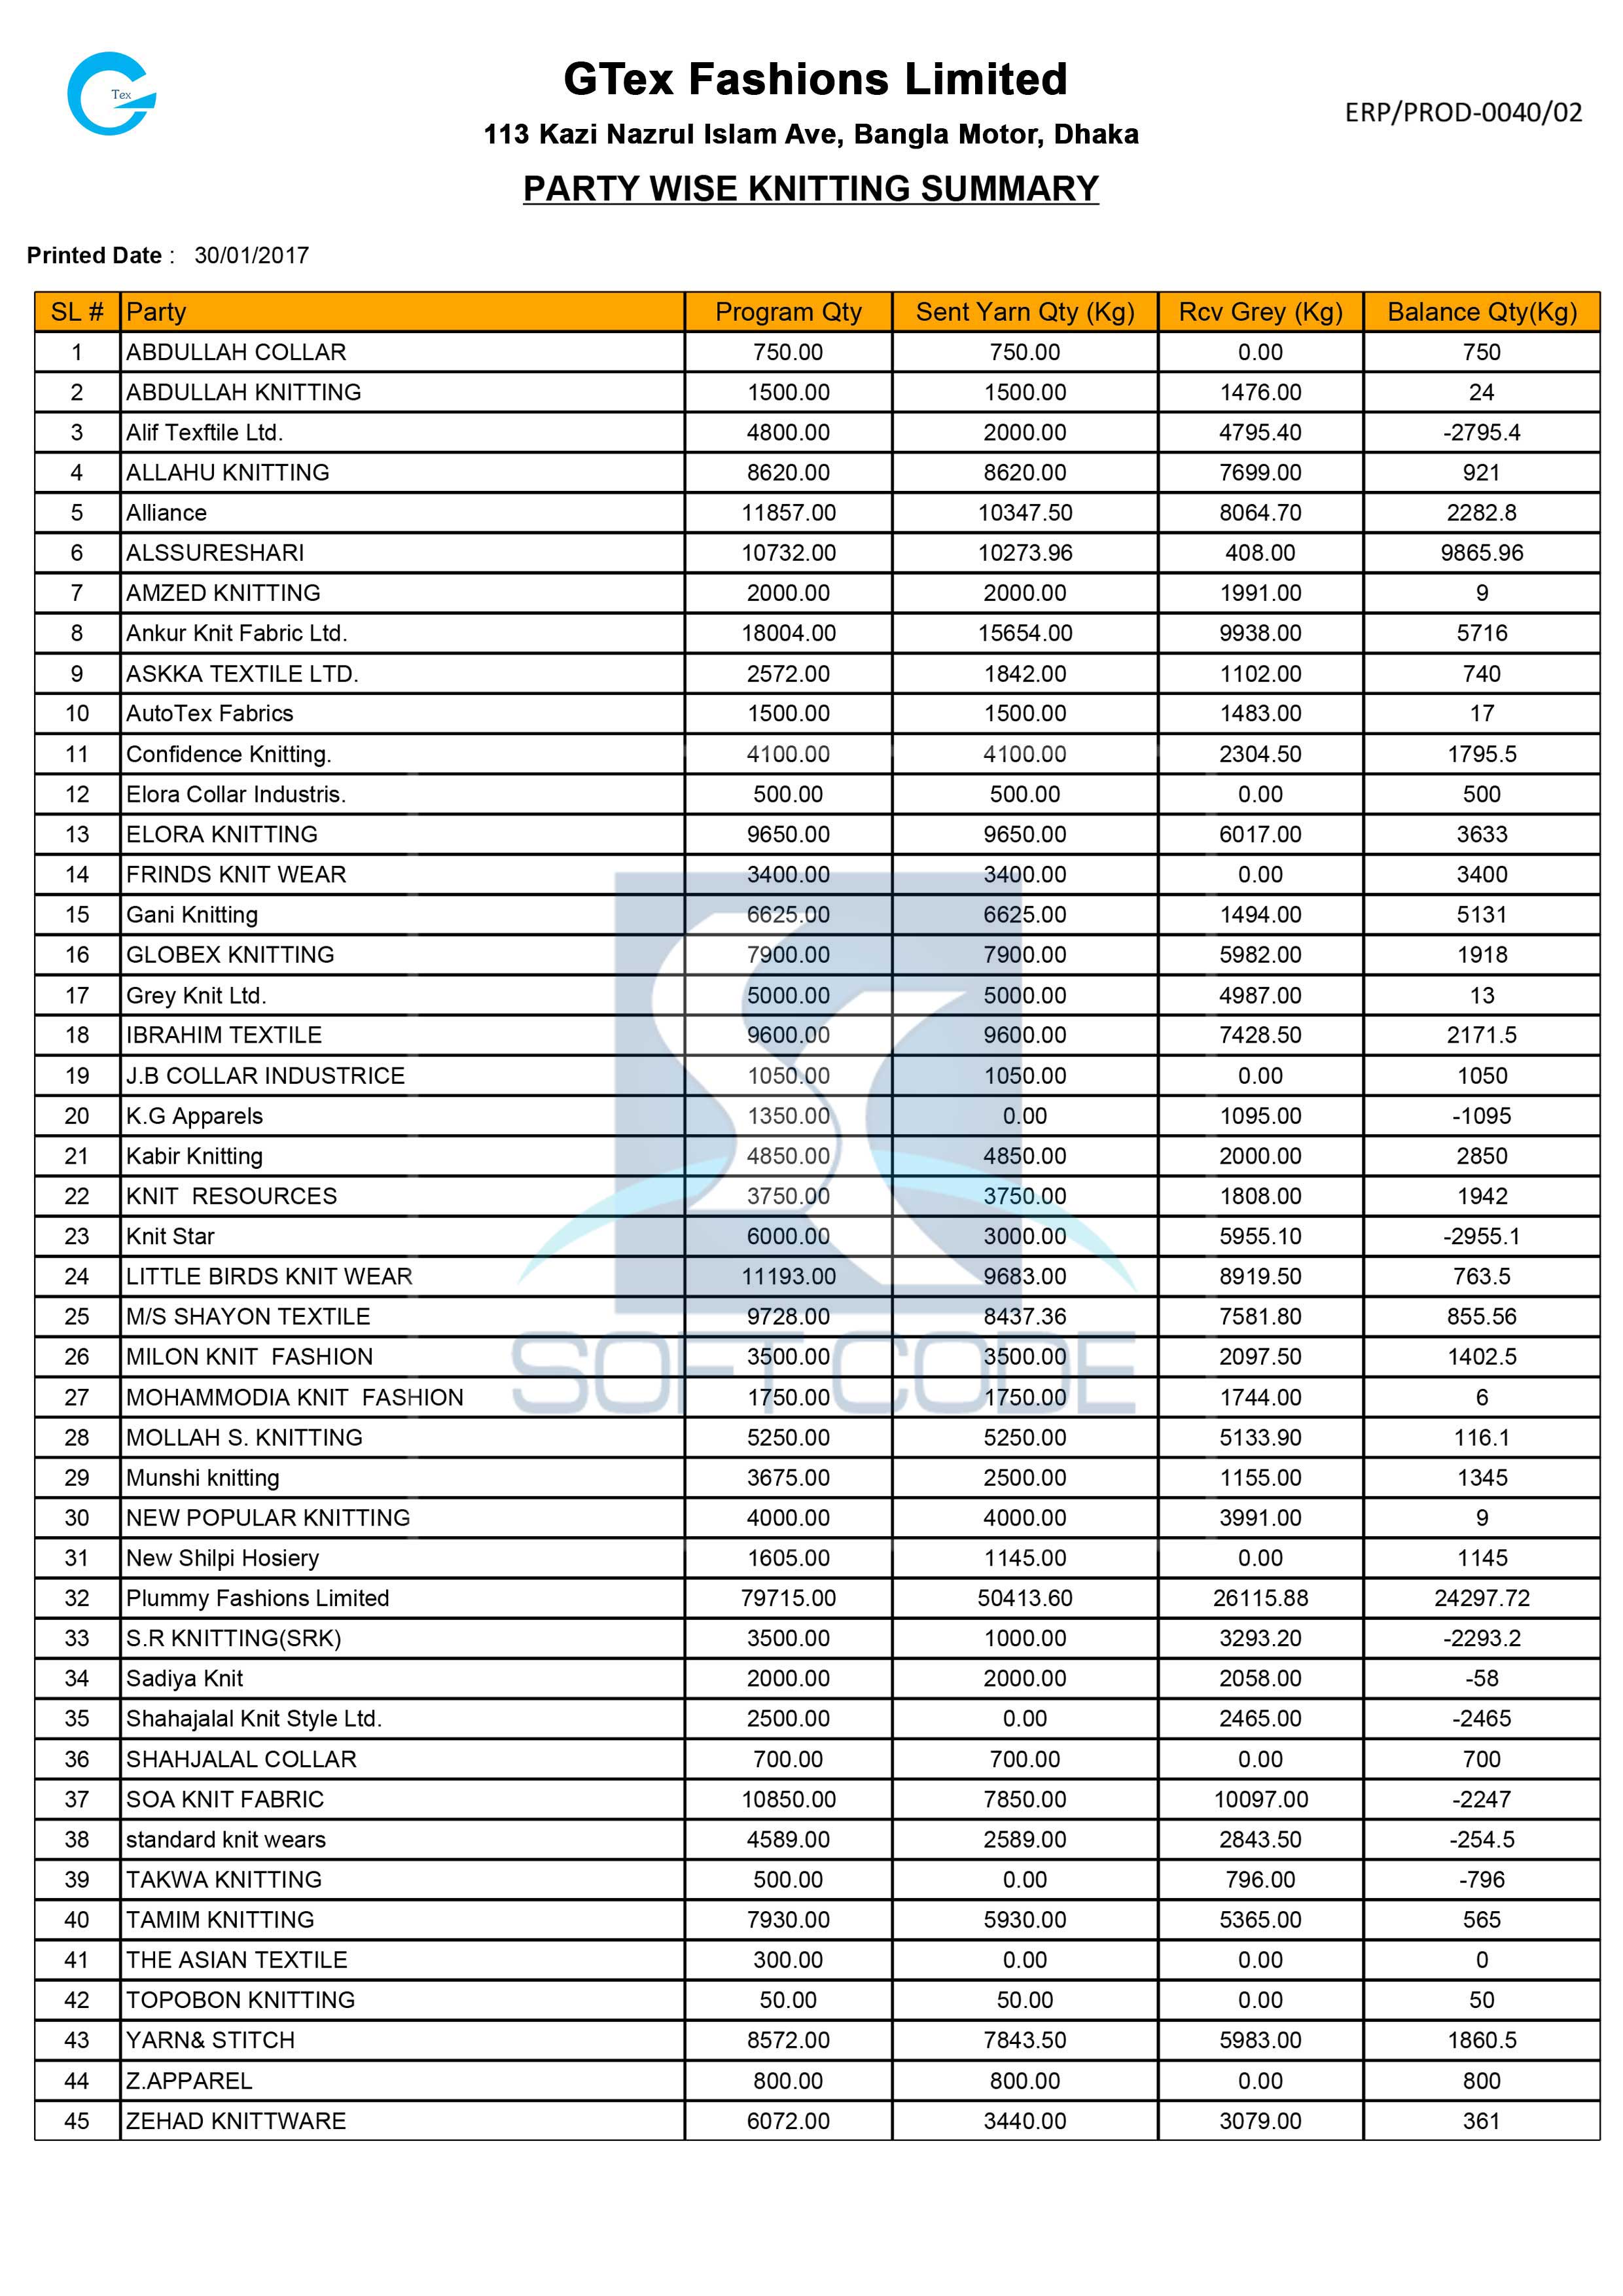 Tex
GTex Fashions Limited
113 Kazi Nazrul Islam Ave, Bangla Motor, Dhaka
ERP/PROD-0040/02
PARTY WISE KNITTING SUMMARY
Printed Date : 30/01/2017
SL # Party Program Qty Sent Yarn Qty (Kg) Rcv Grey (Kg) Balance Qty(Kg)
1 ABDULLAH COLLAR 750.00 750.00 0.00 750
2 ABDULLAH KNITTING 1500.00 1500.00 1476.00 24
3 Alif Texftile Ltd. 4800.00 2000.00 4795.40 -2795.4
4 ALLAHU KNITTING 8620.00 8620.00 7699.00 921
5 Alliance 11857.00 10347.50 8064.70 2282.8
6 ALSSURESHARI 10732.00 10273.96 408.00 9865.96
7 AMZED KNITTING 2000.00 2000.00 1991.00 9
8 Ankur Knit Fabric Ltd. 18004.00 15654.00 9938.00 5716
9 ASKKA TEXTILE LTD. 2572.00 1842.00 1102.00 740
10 AutoTex Fabrics 1500.00 1500.00 1483.00 17
11 Confidence Knitting. 4100.00 4100.00 2304.50 1795.5
12 Elora Collar Industris. 500.00 500.00 0.00 500
13 ELORA KNITTING 9650.00 9650.00 6017.00 3633
14 FRINDS KNIT WEAR 3400.00 3400.00 0.00 3400
15 Gani Knitting 6625.00 6625.00 1494.00 5131
16 GLOBEX KNITTING 7900.00 7900.00 5982.00 1918
17 Grey Knit Ltd. 5000.00 5000.00 4987.00 13
18 IBRAHIM TEXTILE 9600.00 9600.00 7428.50 2171.5
19 J.B COLLAR INDUSTRICE 1050.00 1050.00 0.00 1050
20 K.G Apparels 1350.00 0.00 1095.00 -1095
21 Kabir Knitting 4850.00 4850.00 2000.00 2850
22 KNIT RESOURCES 3750.00 3750.00 1808.00 1942
23 Knit Star 6000.00 3000.00 5955.10 -2955.1
24 LITTLE BIRDS KNIT WEAR 11193.00 9683.00 8919.50 763.5
25 M/S SHAYON TEXTILE 9728.00 8437.36 7581.80 855.56
26 MILON KNIT FASHION 3500.00 3500.00 2097.50 1402.5
SOFT CODE
27 MOHAMMODIA KNIT FASHION 1750.00 1750.00 1744.00 6
28 MOLLAH S. KNITTING 5250.00 5250.00 5133.90 116.1
29 Munshi knitting 3675.00 2500.00 1155.00 1345
30 NEW POPULAR KNITTING 4000.00 4000.00 3991.00 9
31 New Shilpi Hosiery 1605.00 1145.00 0.00 1145
32 Plummy Fashions Limited 79715.00 50413.60 26115.88 24297.72
33 S.R KNITTING(SRK) 3500.00 1000.00 3293.20 -2293.2
34 Sadiya Knit 2000.00 2000.00 2058.00 -58
35 Shahajalal Knit Style Ltd. 2500.00 0.00 2465.00 -2465
36 SHAHJALAL COLLAR 700.00 700.00 0.00 700
37 SOA KNIT FABRIC 10850.00 7850.00 10097.00 -2247
38 standard knit wears 4589.00 2589.00 2843.50 -254.5
39 TAKWA KNITTING 500.00 0.00 796.00 -796
40 TAMIM KNITTING 7930.00 5930.00 5365.00 565
41 THE ASIAN TEXTILE 300.00 0.00 0.00 0
42 TOPOBON KNITTING 50.00 50.00 0.00 50
43 YARN& STITCH 8572.00 7843.50 5983.00 1860.5
44 Z.APPAREL 800.00 800.00 0.00 800
45 ZEHAD KNITTWARE 6072.00 3440.00 3079.00 361